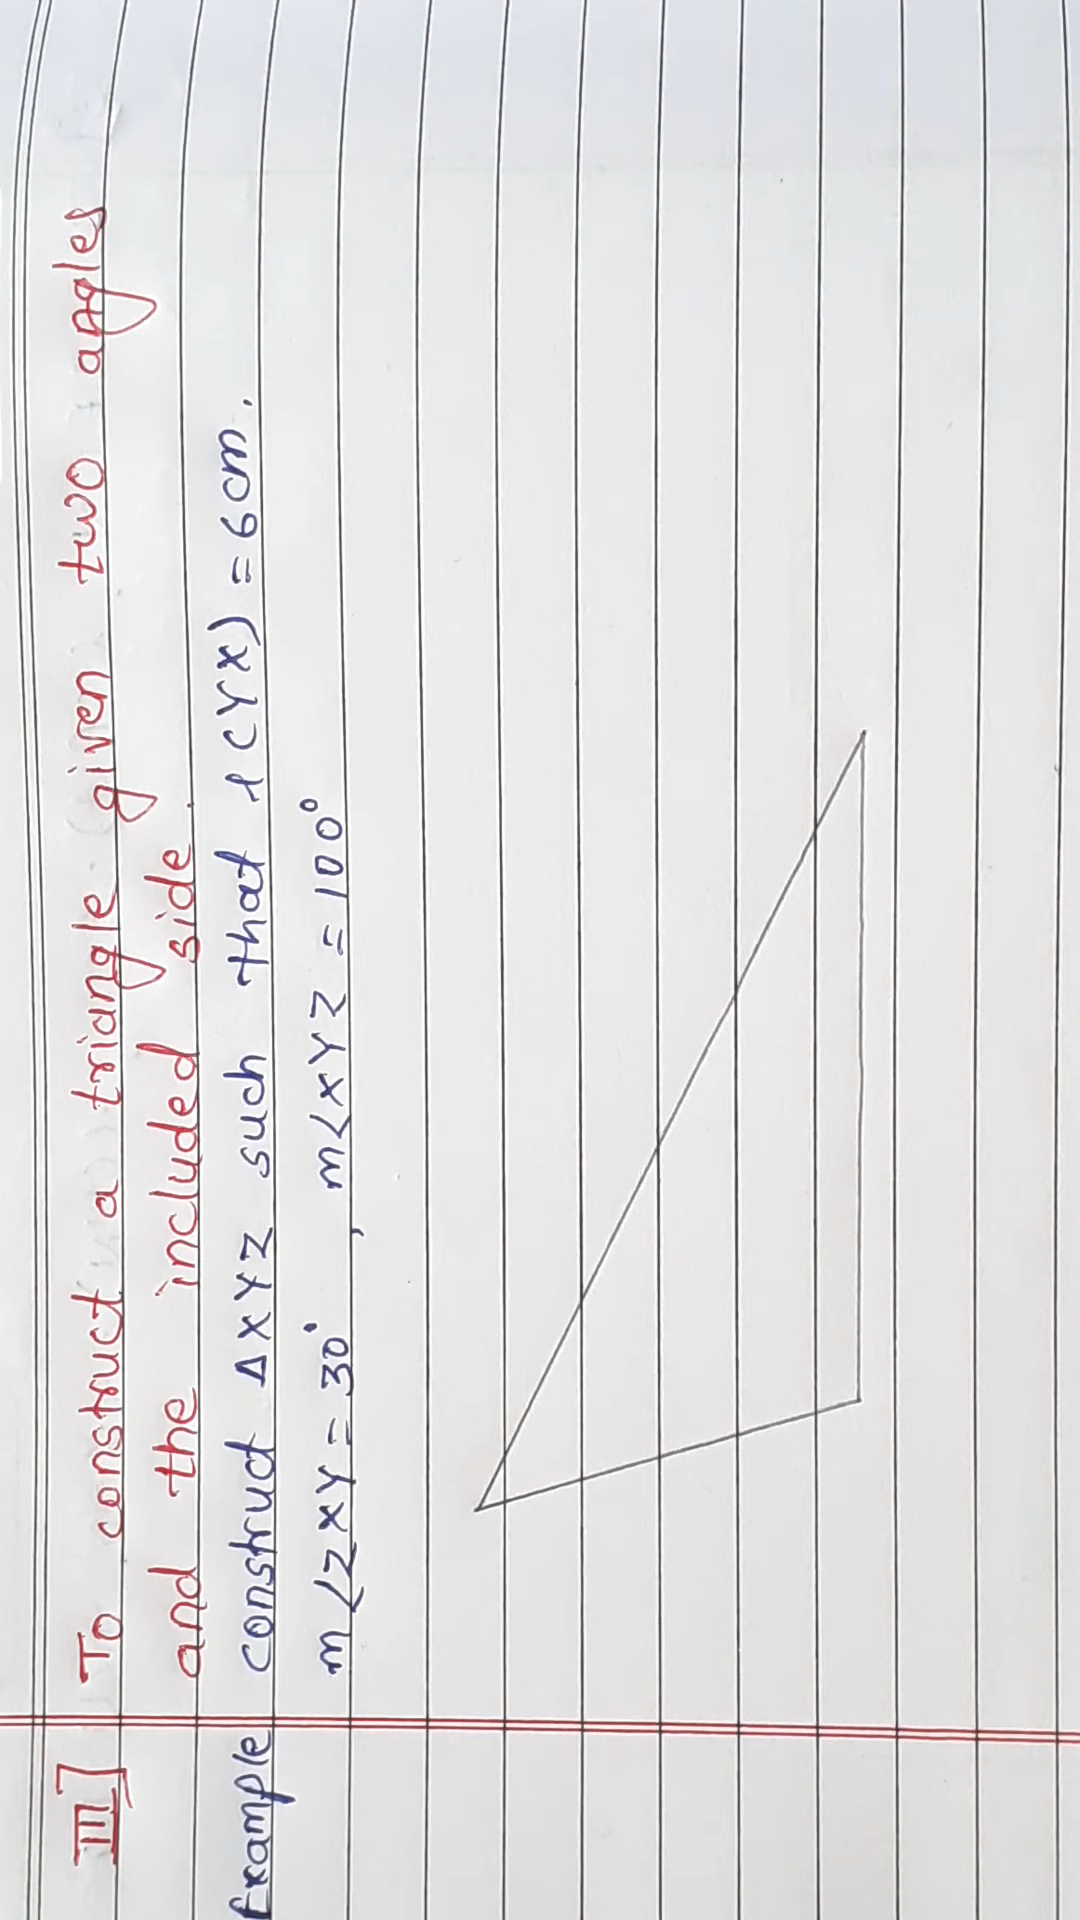 III] To construct a triangle given two angles
and the included side.
Example construct ΔXYZ such that l(YX) = 6cm.
m∠ZXY = 30°, m∠XYZ = 100°